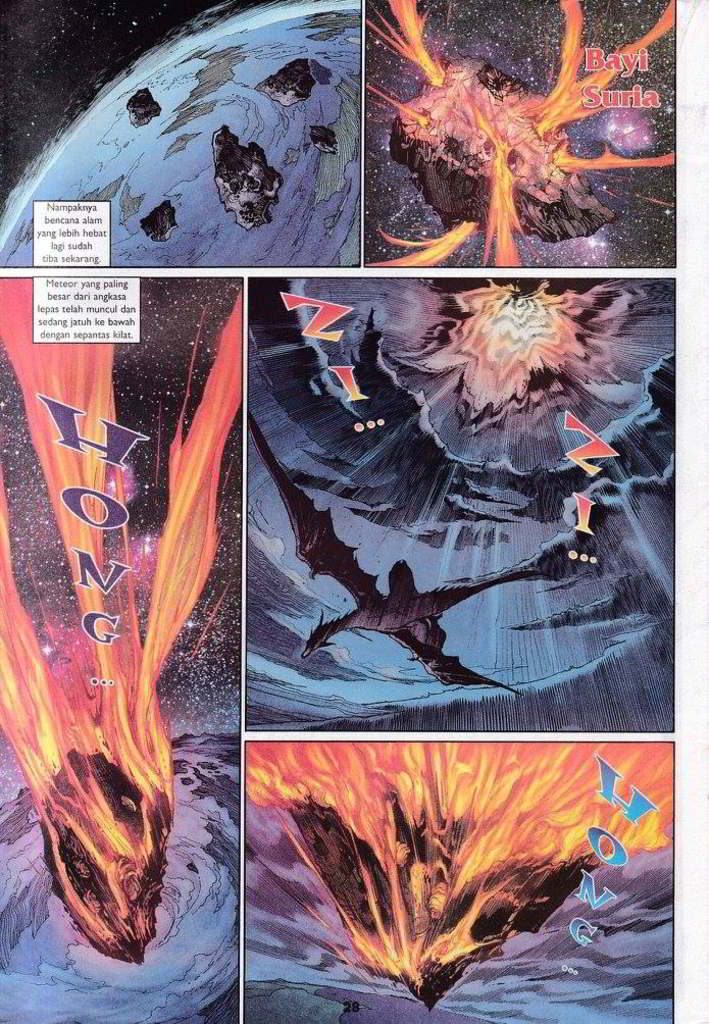 Nampaknya
bencana alam
yang lebih hebat
lagi sudah
tiba sekarang.
Bayi
Suria
Meteor yang paling
besar dari angkasa
lepas telah muncul dan
sedang jatuh ke bawah
dengan sepantas kilat.
HONG...
ZI...
ZI...
HONG...
28